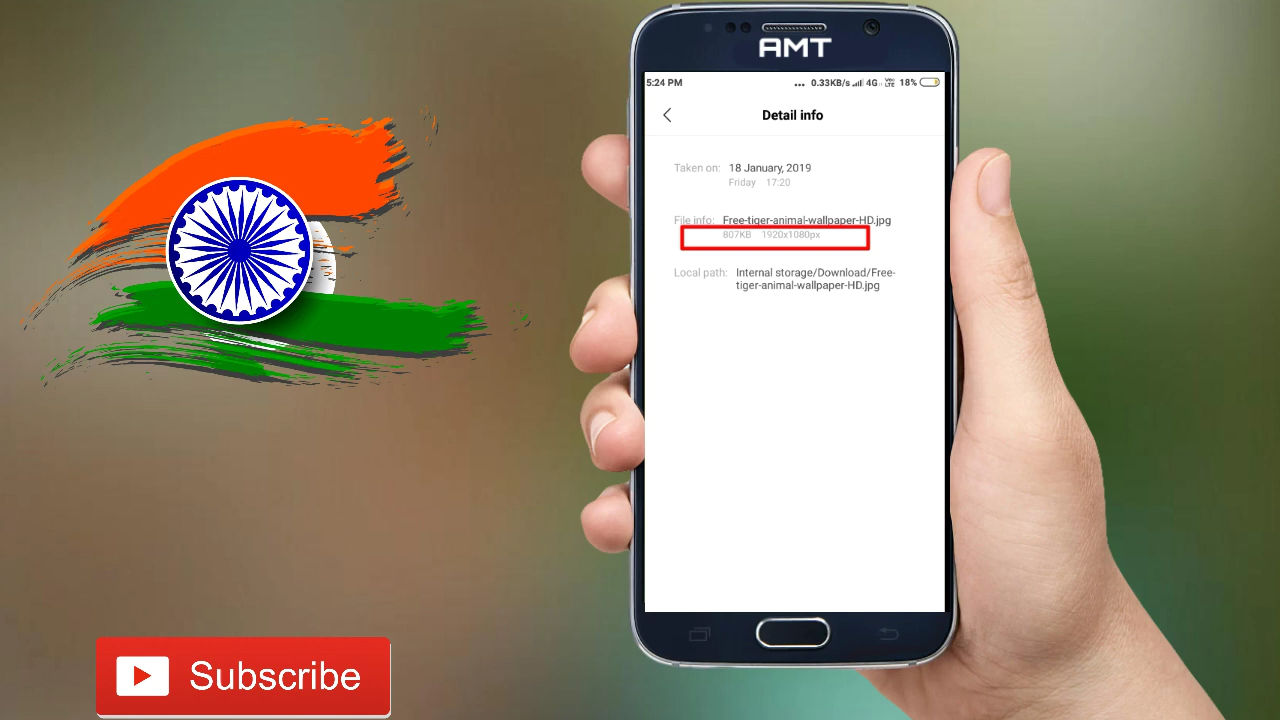 AMT
5:24 PM ... 0.33KB/s 4G VoLTE 18%
Detail info
Taken on: 18 January, 2019
Friday 17:20
File info: Free-tiger-animal-wallpaper-HD.jpg
807KB 1920x1080px
Local path: Internal storage/Download/Free-
tiger-animal-wallpaper-HD.jpg
Subscribe